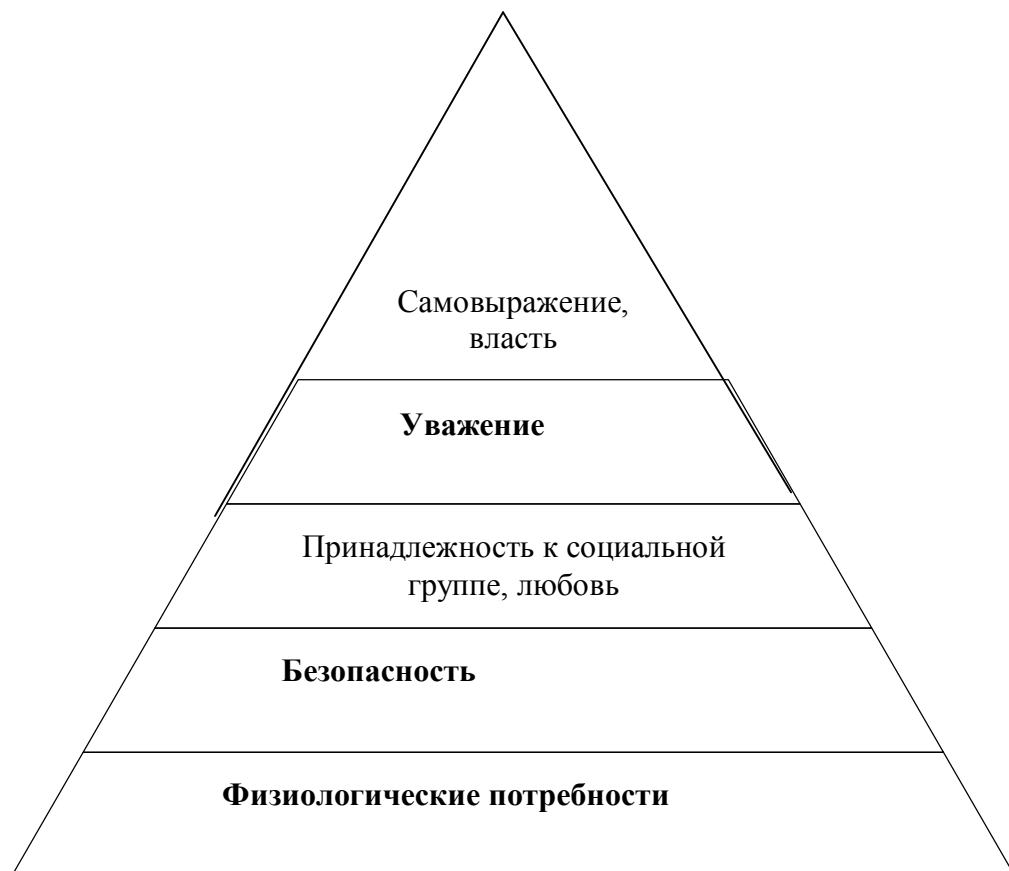 Самовыражение,
власть
Уважение
Принадлежность к социальной
группе, любовь
Безопасность
Физиологические потребности